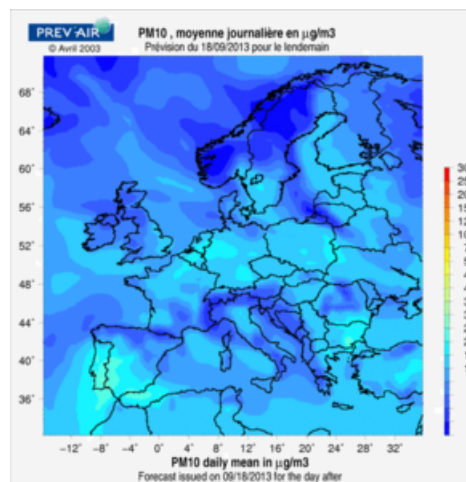 PREV'AIR
© Avril 2003
PM10 , moyenne journalière en µg/m3
Prévision du 18/09/2013 pour le lendemain
68°
64°
60°
56°
52°
48°
44°
40°
36°
−12° −8° −4° 0° 4° 8° 12° 16° 20° 24° 28° 32°
PM10 daily mean in µg/m3
Forecast issued on 09/18/2013 for the day after